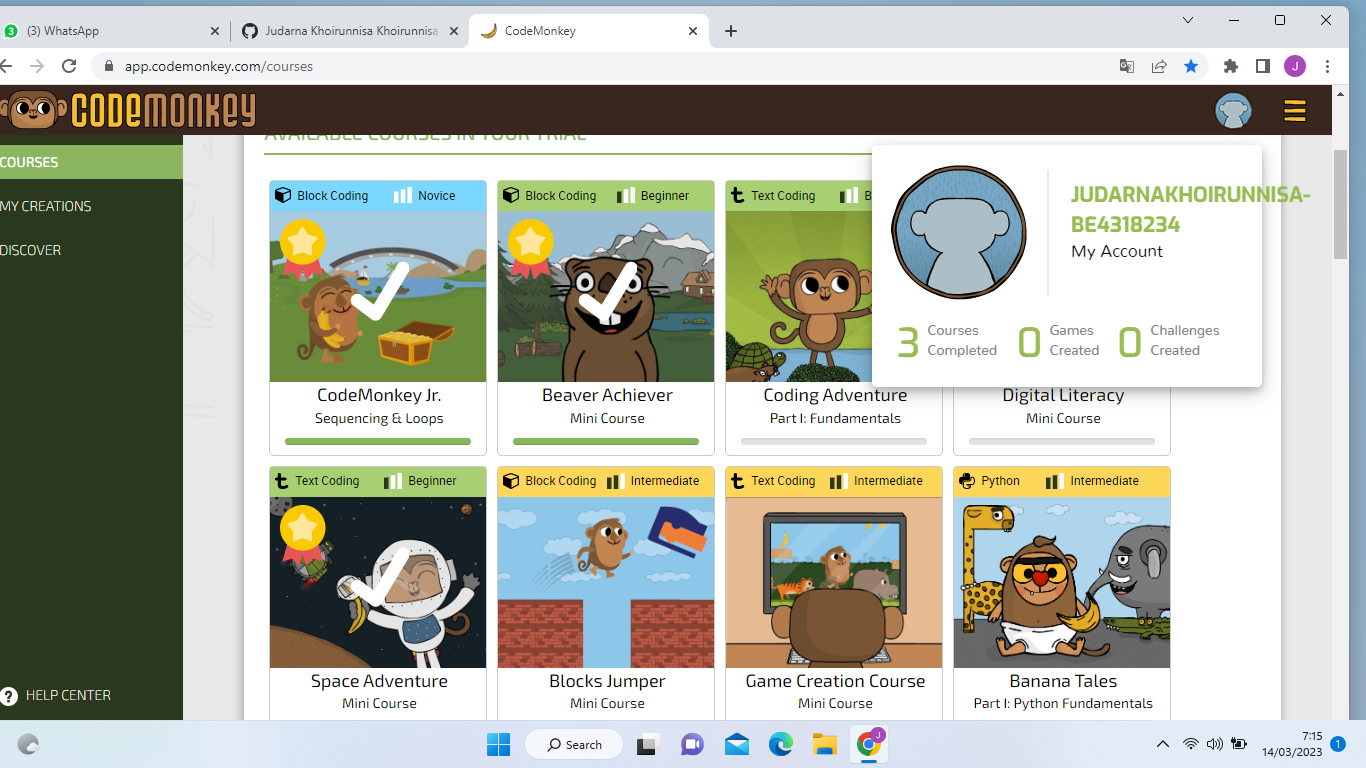 (3) WhatsApp
Judarna Khoirunnisa Khoirunnisa
CodeMonkey
app.codemonkey.com/courses
J
CODEMONKEY
AVAILABLE COURSES IN YOUR TRIAL
COURSES
MY CREATIONS
DISCOVER
JUDARNAKHOIRUNNISA-
BE4318234
My Account
3 Courses Completed
0 Games Created
0 Challenges Created
Block Coding Novice
CodeMonkey Jr.
Sequencing & Loops
Block Coding Beginner
Beaver Achiever
Mini Course
t Text Coding B
Coding Adventure
Part I: Fundamentals
Digital Literacy
Mini Course
t Text Coding Beginner
Space Adventure
Mini Course
Block Coding Intermediate
Blocks Jumper
Mini Course
t Text Coding Intermediate
Game Creation Course
Mini Course
Python Intermediate
Banana Tales
Part I: Python Fundamentals
? HELP CENTER
Search
J
7:15
14/03/2023
1